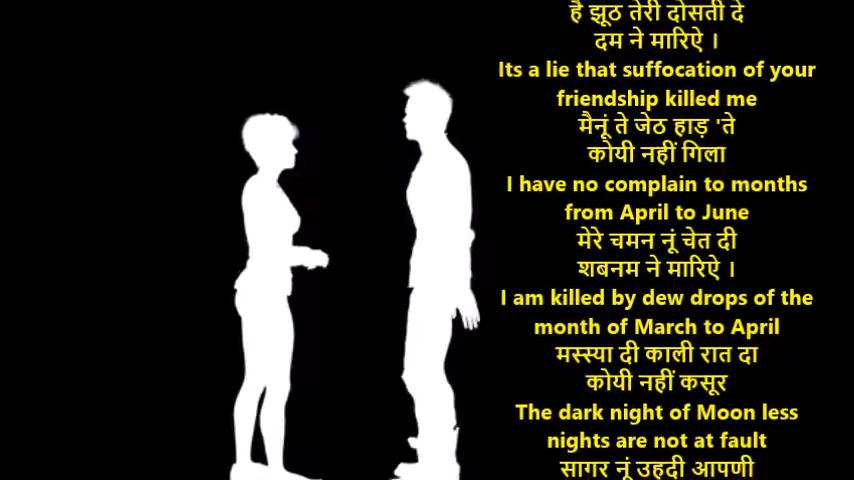 है झूठ तेरी दोसती दे
दम ने मारिऐ ।
Its a lie that suffocation of your
friendship killed me
मैनूं ते जेठ हाड़ 'ते
कोयी नहीं गिला
I have no complain to months
from April to June
मेरे चमन नूं चेत दी
शबनम ने मारिऐ ।
I am killed by dew drops of the
month of March to April
मस्स्या दी काली रात दा
कोयी नहीं कसूर
The dark night of Moon less
nights are not at fault
सागर नूं उहदी आपणी